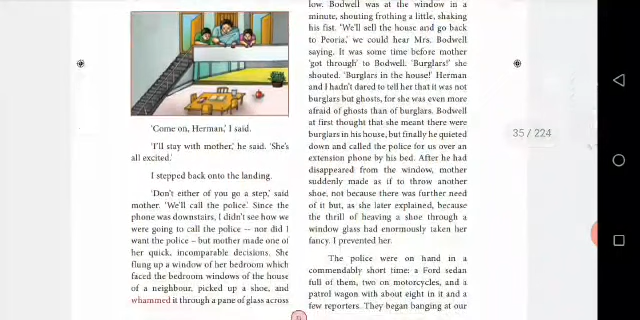 'Come on, Herman,' I said.
'I'll stay with mother,' he said. 'She's
all excited.'
I stepped back onto the landing.
'Don't either of you go a step,' said
mother. 'We'll call the police'. Since the
phone was downstairs, I didn't see how we
were going to call the police -- nor did I
want the police – but mother made one of
her quick, incomparable decisions. She
flung up a window of her bedroom which
faced the bedroom windows of the house
of a neighbour, picked up a shoe, and
whammed it through a pane of glass across
low. Bodwell was at the window in a
minute, shouting frothing a little, shaking
his fist. 'We'll sell the house and go back
to Peoria,' we could hear Mrs. Bodwell
saying. It was some time before mother
'got through' to Bodwell. 'Burglars!' she
shouted. 'Burglars in the house!' Herman
and I hadn't dared to tell her that it was not
burglars but ghosts, for she was even more
afraid of ghosts than of burglars. Bodwell
at first thought that she meant there were
burglars in his house, but finally he quieted
down and called the police for us over an
extension phone by his bed. After he had
disappeared from the window, mother
suddenly made as if to throw another
shoe, not because there was further need
of it but, as she later explained, because
the thrill of heaving a shoe through a
window glass had enormously taken her
fancy. I prevented her.
The police were on hand in a
commendably short time: a Ford sedan
full of them, two on motorcycles, and a
patrol wagon with about eight in it and a
few reporters. They began banging at our
35 / 224